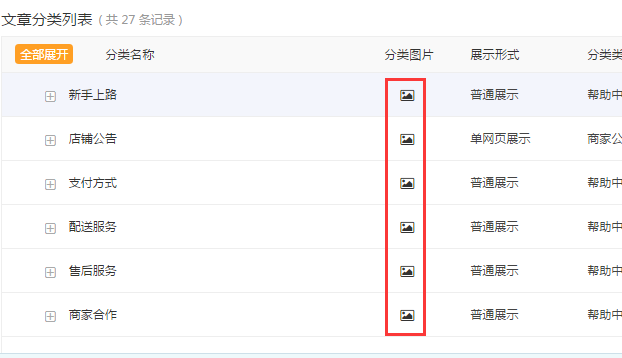 文章分类列表 ( 共 27 条记录 )
全部展开 分类名称 分类图片 展示形式 分类
新手上路 普通展示 帮助中
店铺公告 单网页展示 商家公
支付方式 普通展示 帮助中
配送服务 普通展示 帮助中
售后服务 普通展示 帮助中
商家合作 普通展示 帮助中